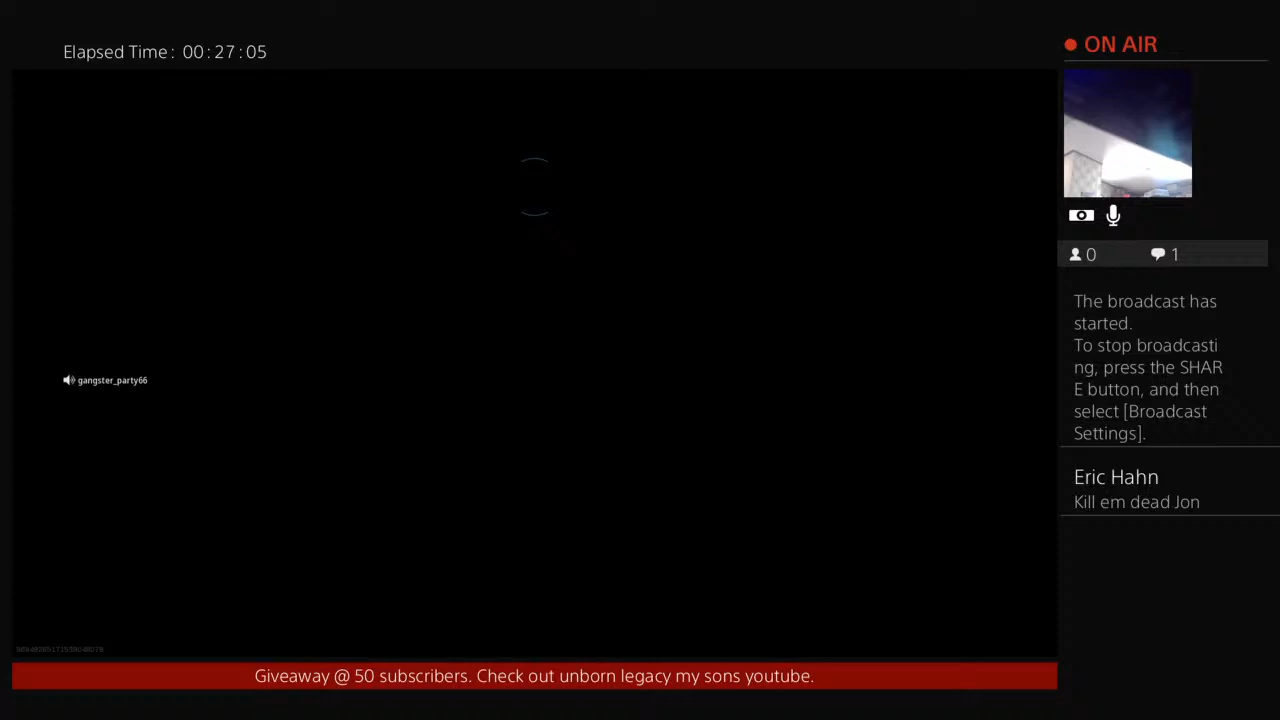 Elapsed Time: 00:27:05
ON AIR
0
1
The broadcast has
started.
To stop broadcasti
ng, press the SHAR
E button, and then
select [Broadcast
Settings].
gangster_party66
Eric Hahn
Kill em dead Jon
Giveaway @ 50 subscribers. Check out unborn legacy my sons youtube.